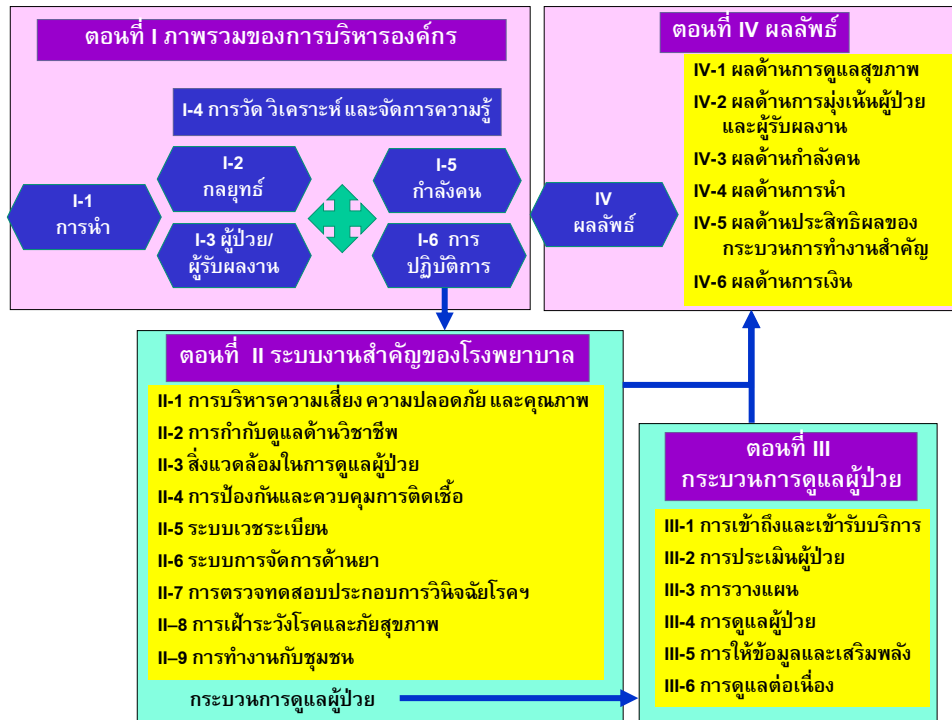 ตอนที่ I ภาพรวมของการบริหารองค์กร
I-4 การวัด วิเคราะห์ และจัดการความรู้
I-1
การนำ
I-2
กลยุทธ์
I-3 ผู้ป่วย/
ผู้รับผลงาน
I-5
กำลังคน
I-6 การ
ปฏิบัติการ
ตอนที่ IV ผลลัพธ์
IV
ผลลัพธ์
IV-1 ผลด้านการดูแลสุขภาพ
IV-2 ผลด้านการมุ่งเน้นผู้ป่วย
และผู้รับผลงาน
IV-3 ผลด้านกำลังคน
IV-4 ผลด้านการนำ
IV-5 ผลด้านประสิทธิผลของ
กระบวนการทำงานสำคัญ
IV-6 ผลด้านการเงิน
ตอนที่ II ระบบงานสำคัญของโรงพยาบาล
II-1 การบริหารความเสี่ยง ความปลอดภัย และคุณภาพ
II-2 การกำกับดูแลด้านวิชาชีพ
II-3 สิ่งแวดล้อมในการดูแลผู้ป่วย
II-4 การป้องกันและควบคุมการติดเชื้อ
II-5 ระบบเวชระเบียน
II-6 ระบบการจัดการด้านยา
II-7 การตรวจทดสอบประกอบการวินิจฉัยโรคฯ
II–8 การเฝ้าระวังโรคและภัยสุขภาพ
II–9 การทำงานกับชุมชน
กระบวนการดูแลผู้ป่วย
ตอนที่ III
กระบวนการดูแลผู้ป่วย
III-1 การเข้าถึงและเข้ารับบริการ
III-2 การประเมินผู้ป่วย
III-3 การวางแผน
III-4 การดูแลผู้ป่วย
III-5 การให้ข้อมูลและเสริมพลัง
III-6 การดูแลต่อเนื่อง